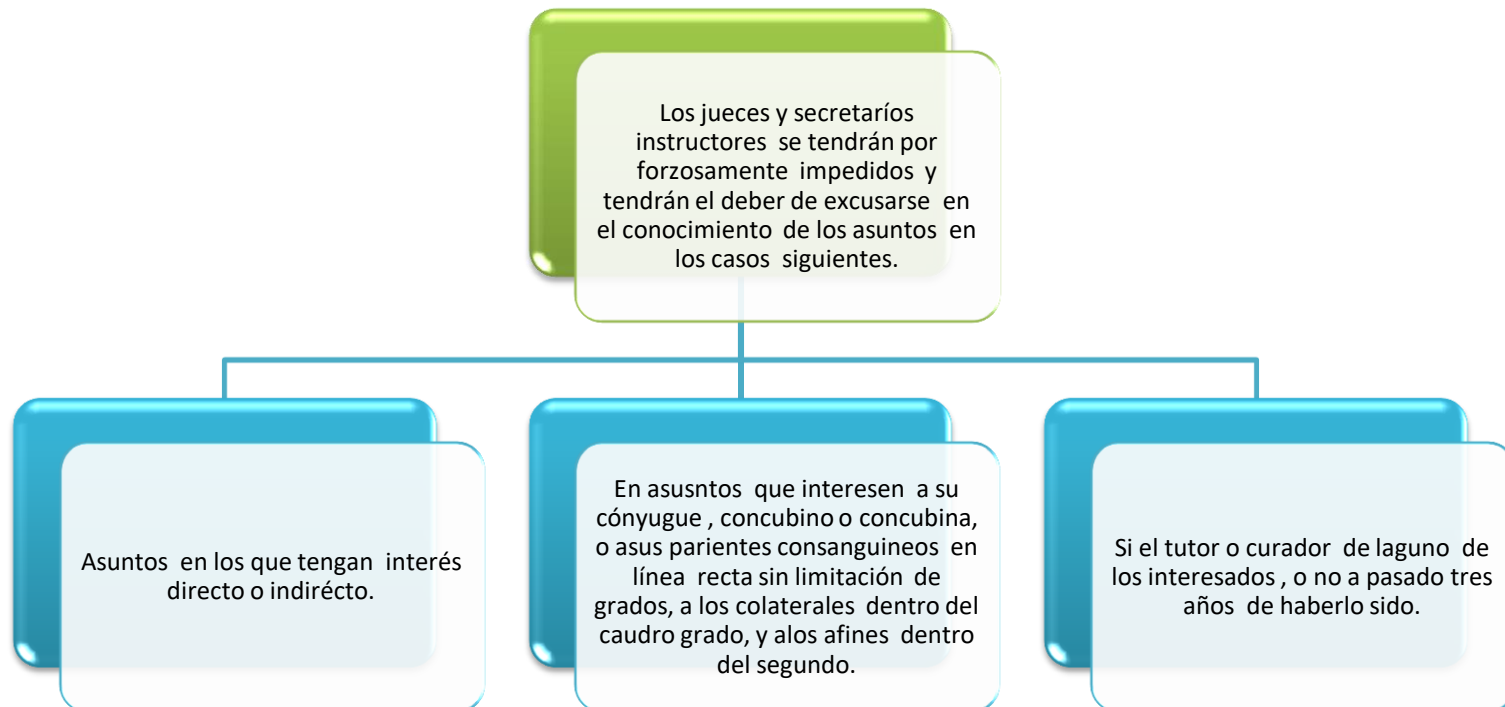 Los jueces y secretaríos
instructores se tendrán por
forzosamente impedidos y
tendrán el deber de excusarse en
el conocimiento de los asuntos en
los casos siguientes.
Asuntos en los que tengan interés
directo o indirécto.
En asusntos que interesen a su
cónyugue , concubino o concubina,
o asus parientes consanguineos en
línea recta sin limitación de
grados, a los colaterales dentro del
caudro grado, y alos afines dentro
del segundo.
Si el tutor o curador de laguno de
los interesados , o no a pasado tres
años de haberlo sido.